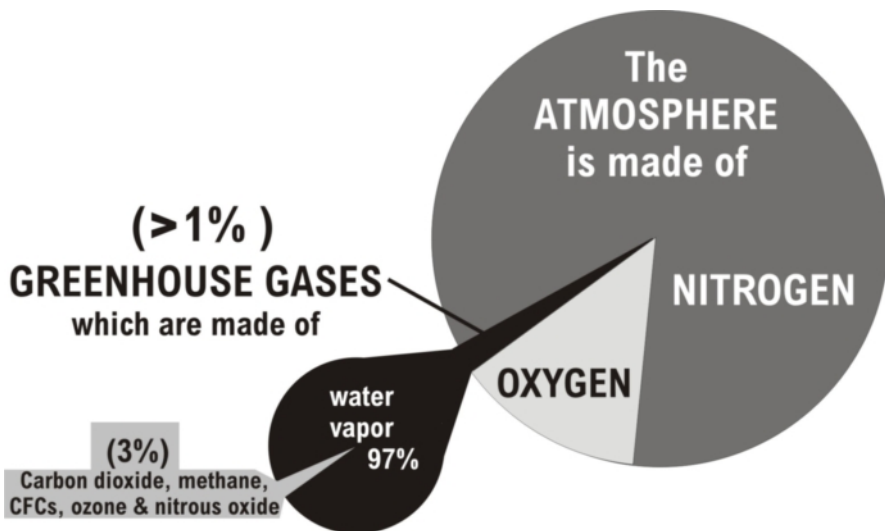 The
ATMOSPHERE
is made of
NITROGEN
OXYGEN
(>1% )
GREENHOUSE GASES
which are made of
water
vapor
97%
(3%)
Carbon dioxide, methane,
CFCs, ozone & nitrous oxide